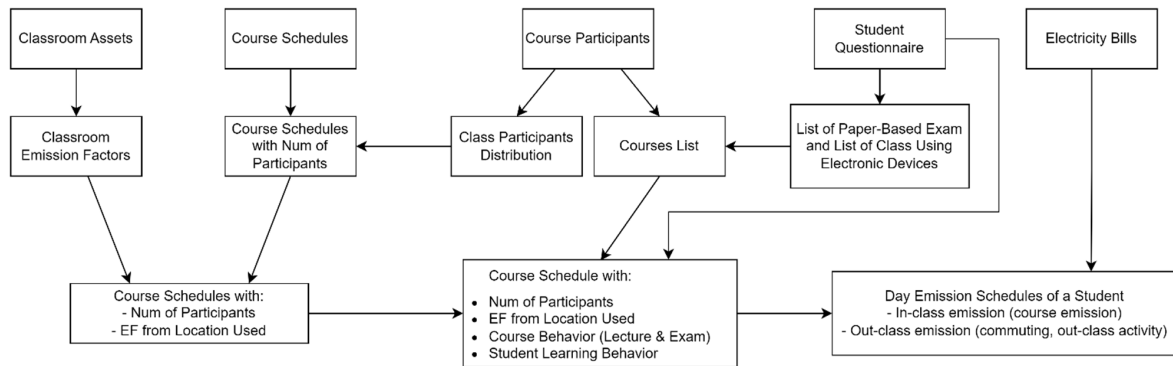 Classroom Assets
Course Schedules
Course Participants
Student
Questionnaire
Electricity Bills
Classroom
Emission Factors
Course Schedules
with Num of
Participants
Class Participants
Distribution
Courses List
List of Paper-Based Exam
and List of Class Using
Electronic Devices
Course Schedules with:
- Num of Participants
- EF from Location Used
Course Schedule with:
• Num of Participants
• EF from Location Used
• Course Behavior (Lecture & Exam)
• Student Learning Behavior
Day Emission Schedules of a Student
- In-class emission (course emission)
- Out-class emission (commuting, out-class activity)